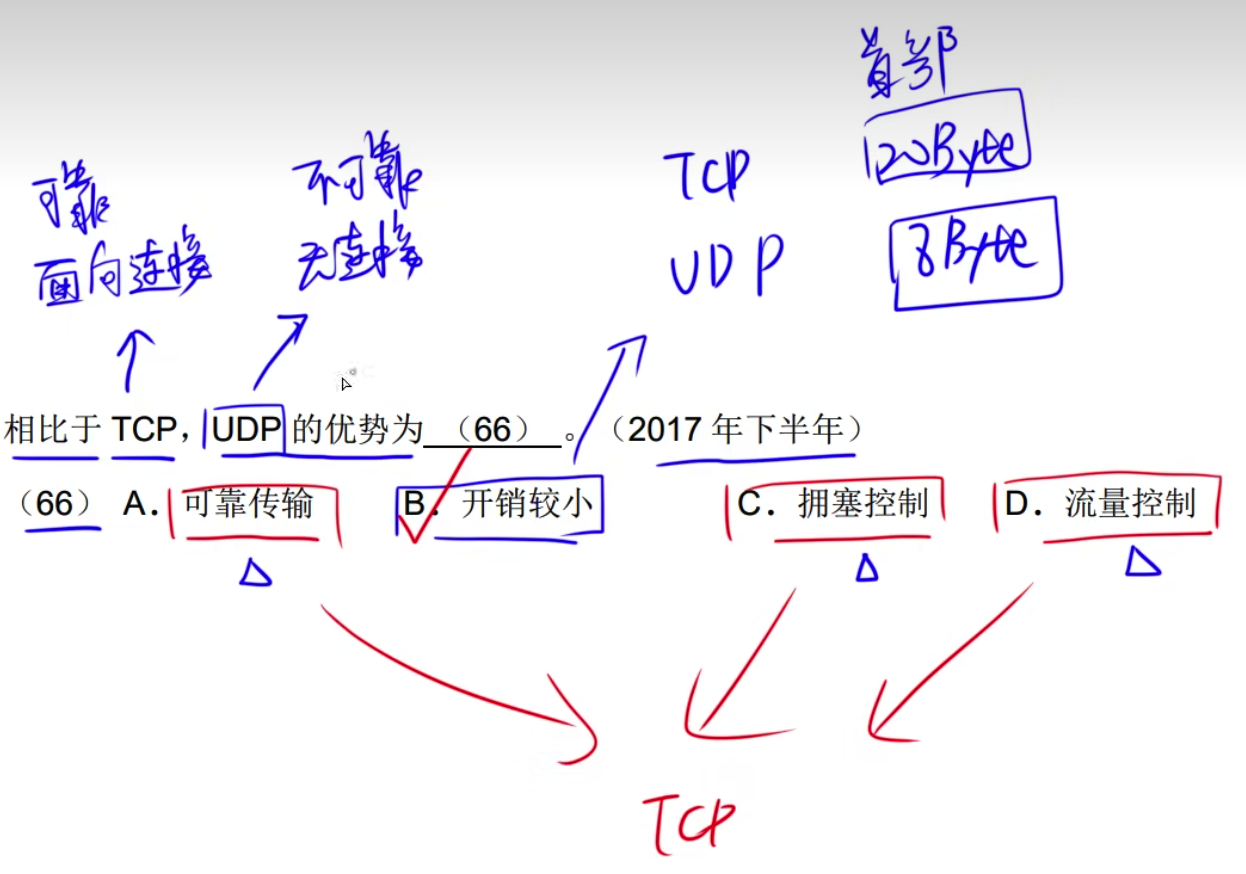 首部
TCP 20Byte
UDP 8Byte
可靠
面向连接
不可靠
无连接
相比于 TCP，UDP 的优势为 （66） 。（2017 年下半年）
（66） A．可靠传输 B．开销较小 C．拥塞控制 D．流量控制
TCP